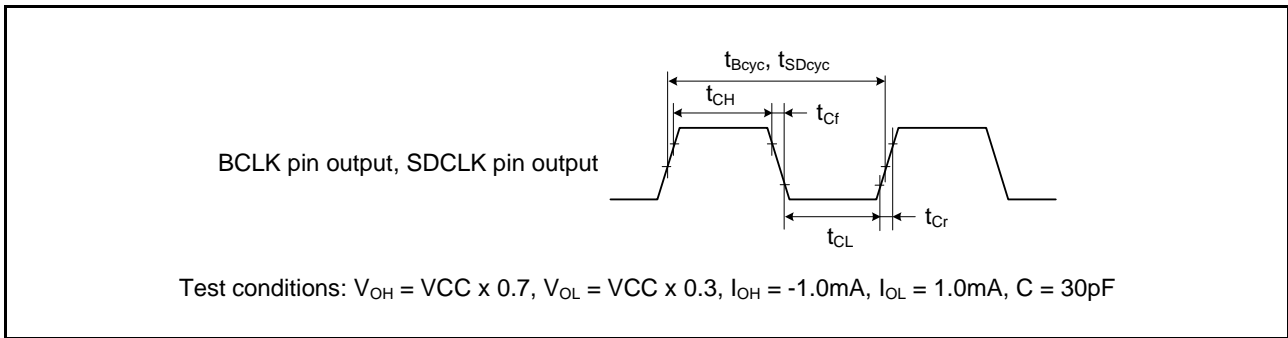 tBcyc, tSDcyc
tCH
tCf
BCLK pin output, SDCLK pin output
tCr
tCL
Test conditions: VOH = VCC x 0.7, VOL = VCC x 0.3, IOH = -1.0mA, IOL = 1.0mA, C = 30pF